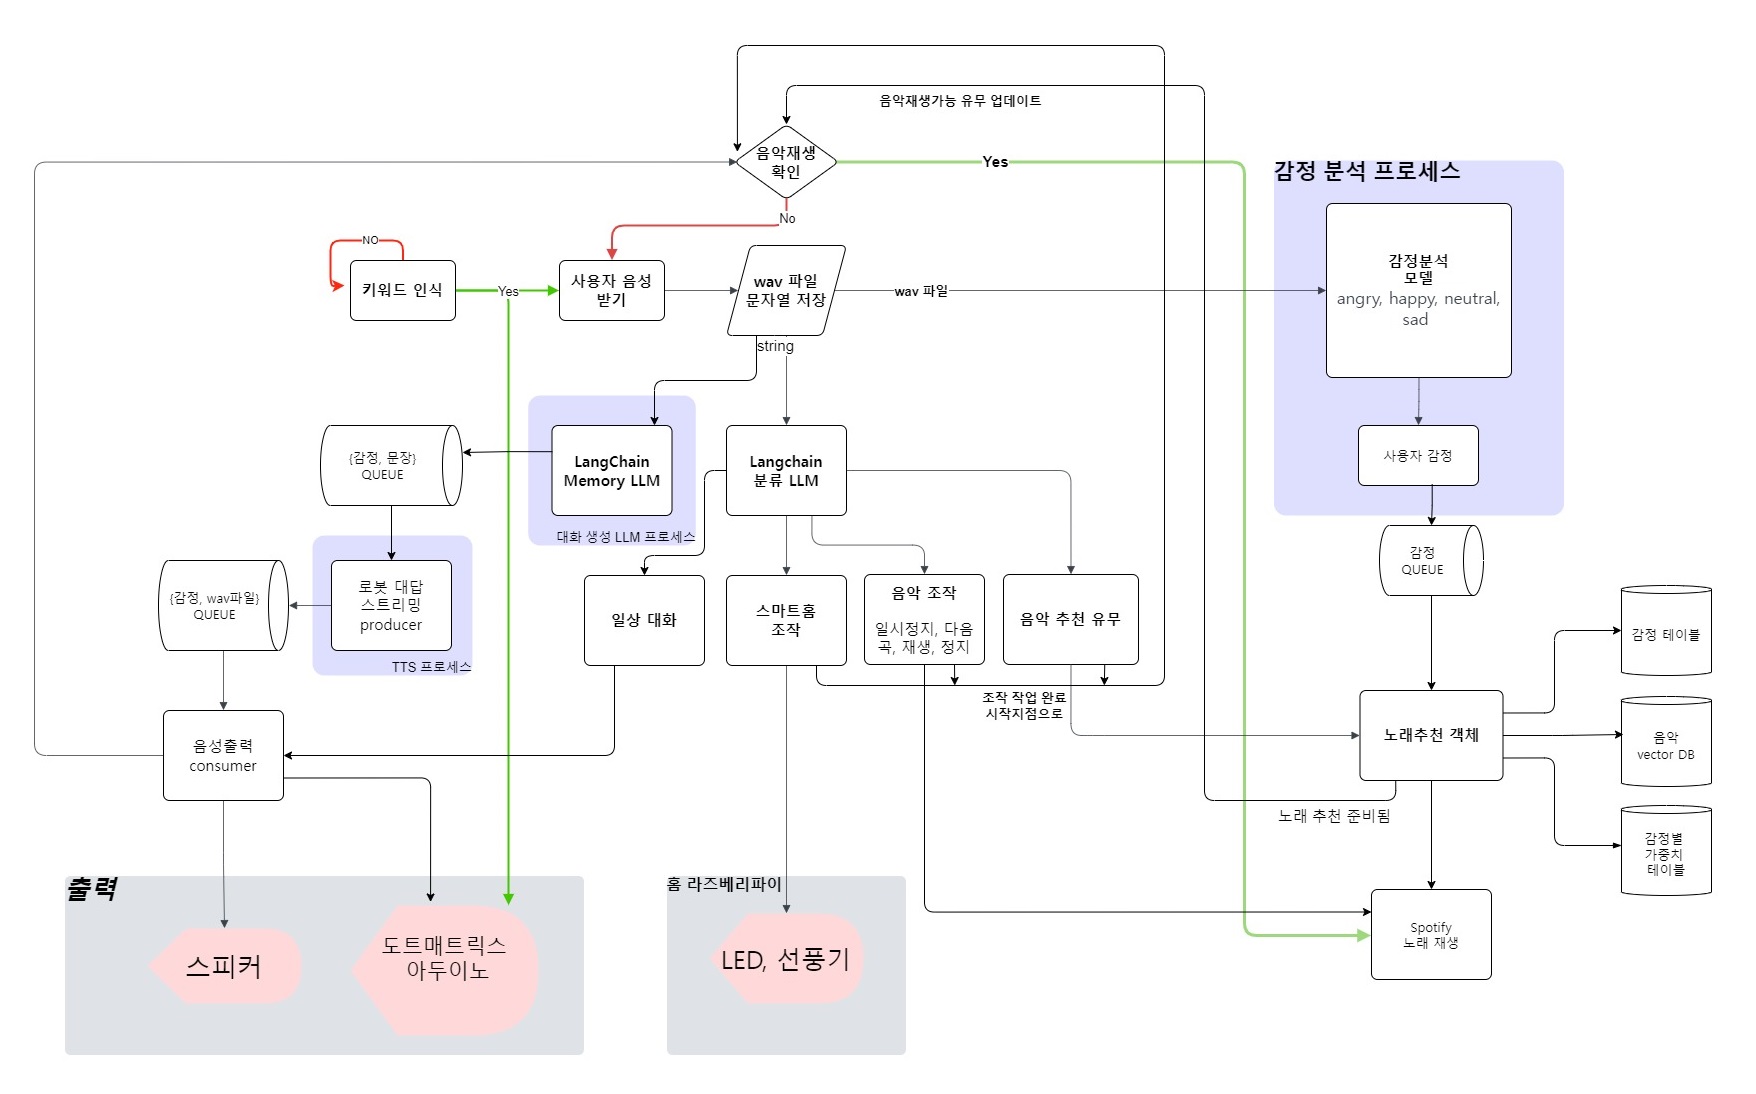 음악재생가능 유무 업데이트
음악재생
확인
Yes
No
감정 분석 프로세스
NO
키워드 인식
Yes
사용자 음성
받기
wav 파일
문자열 저장
wav 파일
string
감정분석
모델
angry, happy, neutral,
sad
사용자 감정
{감정, 문장}
QUEUE
LangChain
Memory LLM
대화 생성 LLM 프로세스
Langchain
분류 LLM
감정
QUEUE
{감정, wav파일}
QUEUE
로봇 대답
스트리밍
producer
TTS 프로세스
일상 대화
스마트홈
조작
음악 조작
일시정지, 다음
곡, 재생, 정지
음악 추천 유무
조작 작업 완료
시작지점으로
감정 테이블
노래추천 객체
음악
vector DB
노래 추천 준비됨
감정별
가중치
테이블
음성출력
consumer
출력
스피커
도트매트릭스
아두이노
홈 라즈베리파이
LED, 선풍기
Spotify
노래 재생